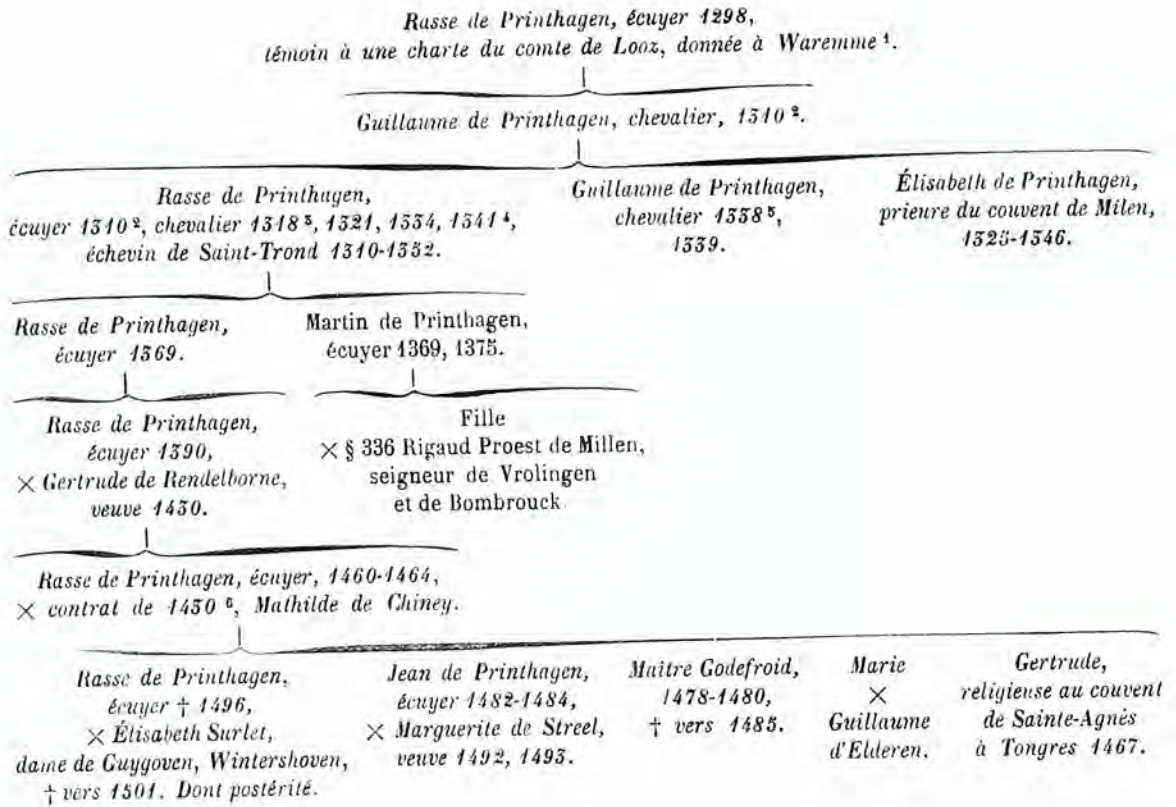 Rasse de Printhagen, écuyer 1298,
témoin à une charte du comte de Looz, donnée à Waremme ¹.
Guillaume de Printhagen, chevalier, 1310 ².
Rasse de Printhagen,
écuyer 1310 ², chevalier 1318 ³, 1321, 1334, 1341 ⁴,
échevin de Saint-Trond 1310-1332.
Guillaume de Printhagen,
chevalier 1338 ⁵,
1339.
Élisabeth de Printhagen,
prieure du couvent de Milen,
1325-1346.
Rasse de Printhagen,
écuyer 1369.
Martin de Printhagen,
écuyer 1369, 1375.
Rasse de Printhagen,
écuyer 1390,
× Gertrude de Rendelborne,
veuve 1430.
Fille
× § 336 Rigaud Proest de Millen,
seigneur de Vrolingen
et de Bombrouck
Rasse de Printhagen, écuyer, 1460-1464,
× contrat de 1430 ⁶, Mathilde de Chiney.
Rasse de Printhagen,
écuyer † 1496,
× Élisabeth Surlet,
dame de Guygoven, Wintershoven,
† vers 1501. Dont postérité.
Jean de Printhagen,
écuyer 1482-1484,
× Marguerite de Streel,
veuve 1492, 1493.
Maître Godefroid,
1478-1480,
† vers 1485.
Marie
×
Guillaume
d'Elderen.
Gertrude,
religieuse au couvent
de Sainte-Agnès
à Tongres 1467.